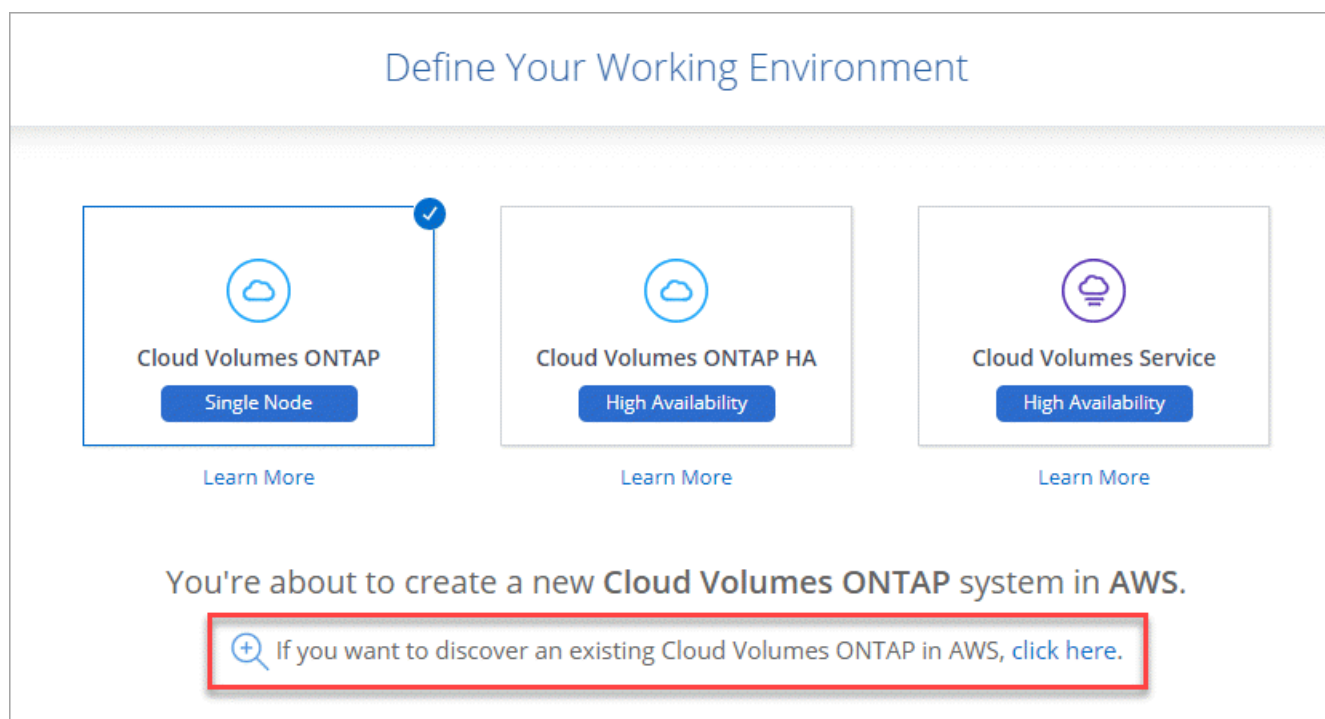 Define Your Working Environment
Cloud Volumes ONTAP
Single Node
Learn More
Cloud Volumes ONTAP HA
High Availability
Learn More
Cloud Volumes Service
High Availability
Learn More
You're about to create a new Cloud Volumes ONTAP system in AWS.
If you want to discover an existing Cloud Volumes ONTAP in AWS, click here.